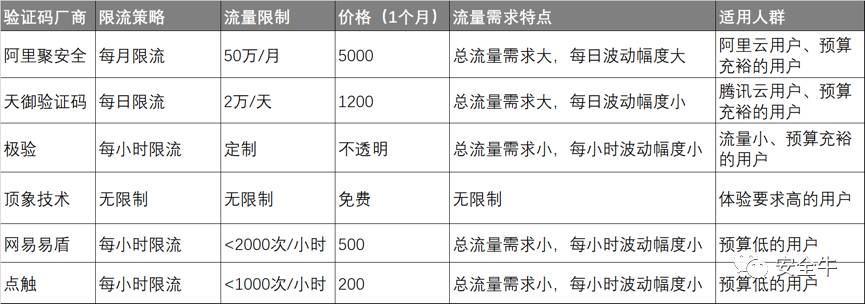 验证码厂商 限流策略 流量限制 价格（1个月） 流量需求特点 适用人群
阿里聚安全 每月限流 50万/月 5000 总流量需求大，每日波动幅度大 阿里云用户、预算
充裕的用户
天御验证码 每日限流 2万/天 1200 总流量需求大，每日波动幅度小 腾讯云用户、预算
充裕的用户
极验 每小时限流 定制 不透明 总流量需求小，每小时波动幅度小 流量小、预算充裕
的用户
顶象技术 无限制 无限制 免费 无限制 体验要求高的用户
网易易盾 每小时限流 <2000次/小时 500 总流量需求小，每小时波动幅度小 预算低的用户
点触 每小时限流 <1000次/小时 200 总流量需求小，每小时波动幅度小 预算低的用户
安全牛